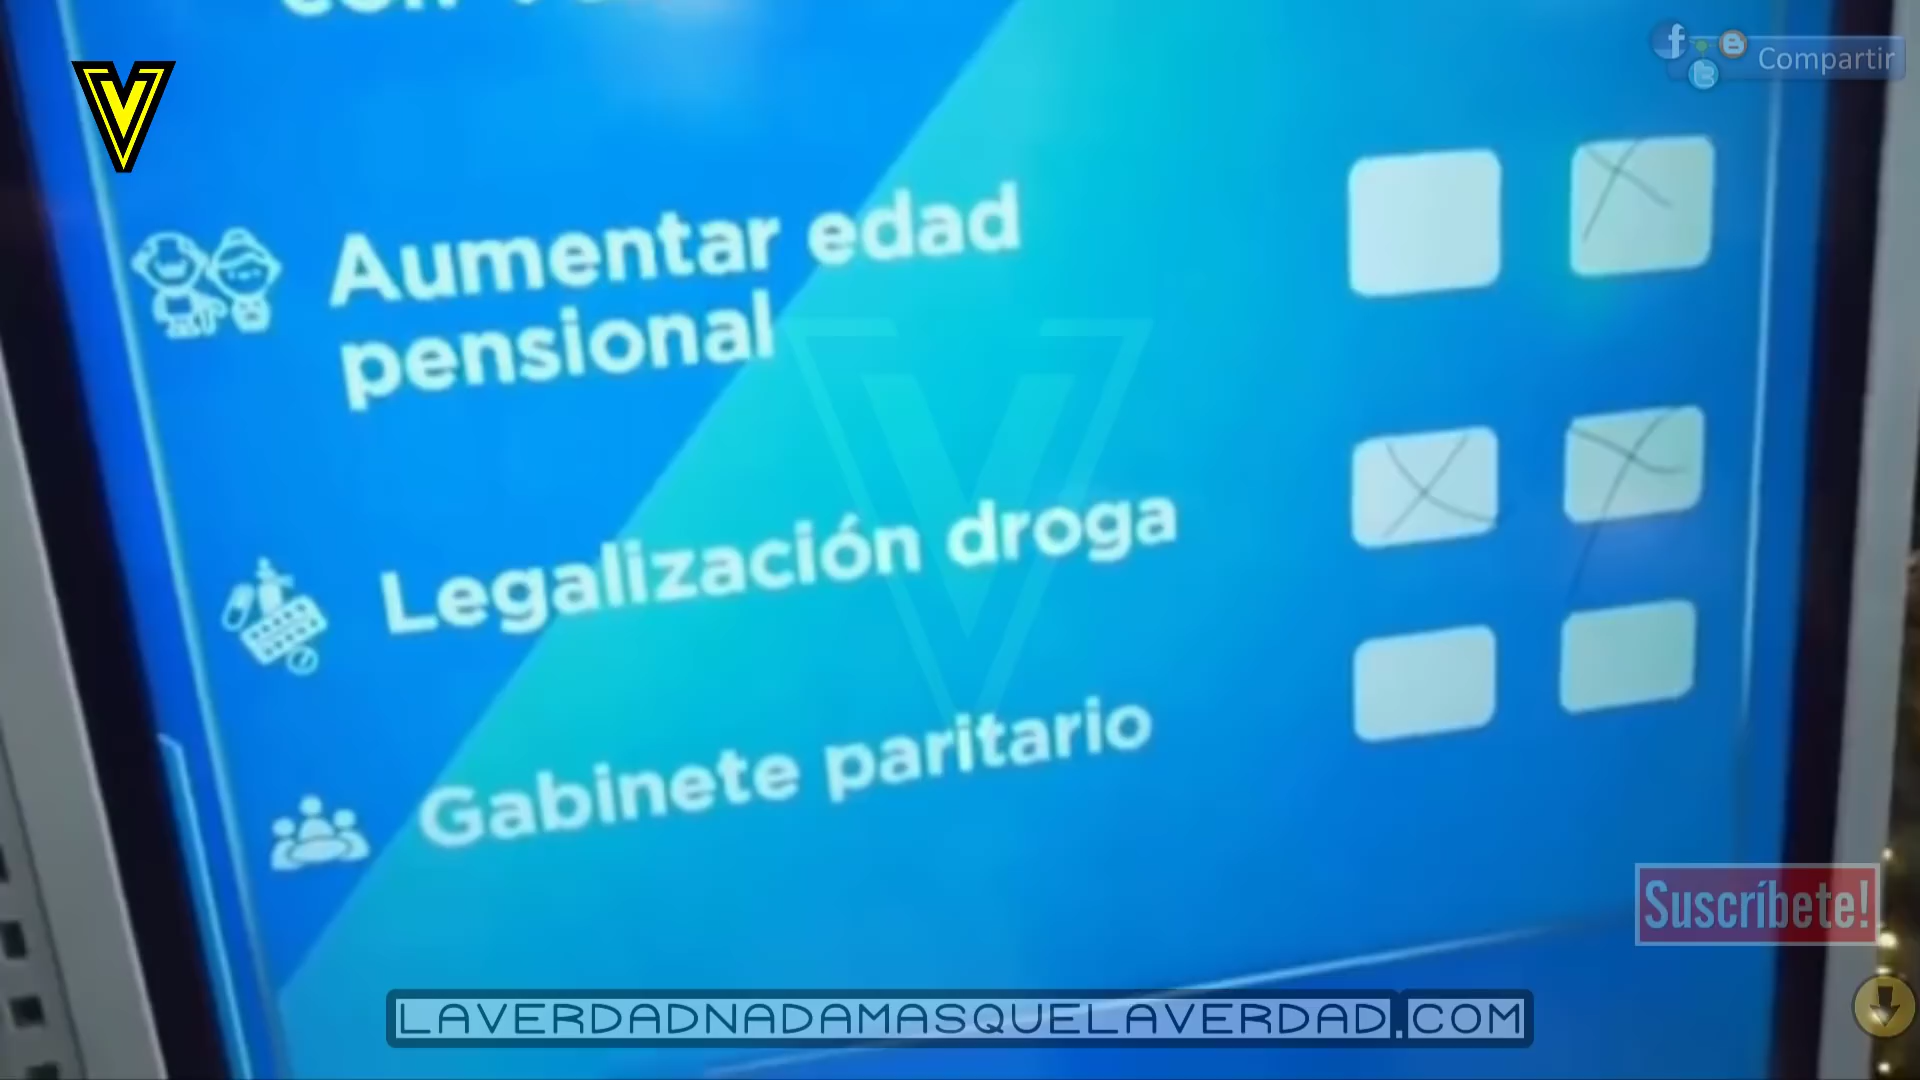 Compartir
Aumentar edad
pensional
Legalización droga
Gabinete paritario
Suscríbete!
LAVERDADNADAMASQUELAVERDAD.COM